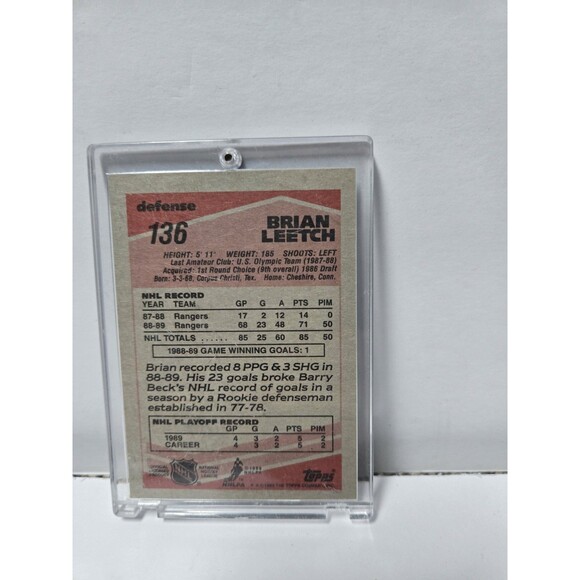 defense
136
BRIAN
LEETCH
HEIGHT: 5' 11" WEIGHT: 185 SHOOTS: LEFT
Last Amateur Club: U.S. Olympic Team (1987-88)
Acquired: 1st Round Choice (9th overall) 1986 Draft
Born: 3-3-68, Corpus Christi, Tex. Home: Cheshire, Conn.
NHL RECORD
YEAR TEAM GP G A PTS PIM
87-88 Rangers 17 2 12 14 0
88-89 Rangers 68 23 48 71 50
NHL TOTALS 85 25 60 85 50
1988-89 GAME WINNING GOALS: 1
Brian recorded 8 PPG & 3 SHG in
88-89. His 23 goals broke Barry
Beck's NHL record of goals in a
season by a Rookie defenseman
established in 77-78.
NHL PLAYOFF RECORD
GP G A PTS PIM
1989 4 3 2 5 2
CAREER 4 3 2 5 2
NHL
NATIONAL
HOCKEY
LEAGUE
NHLPA
TOPPS